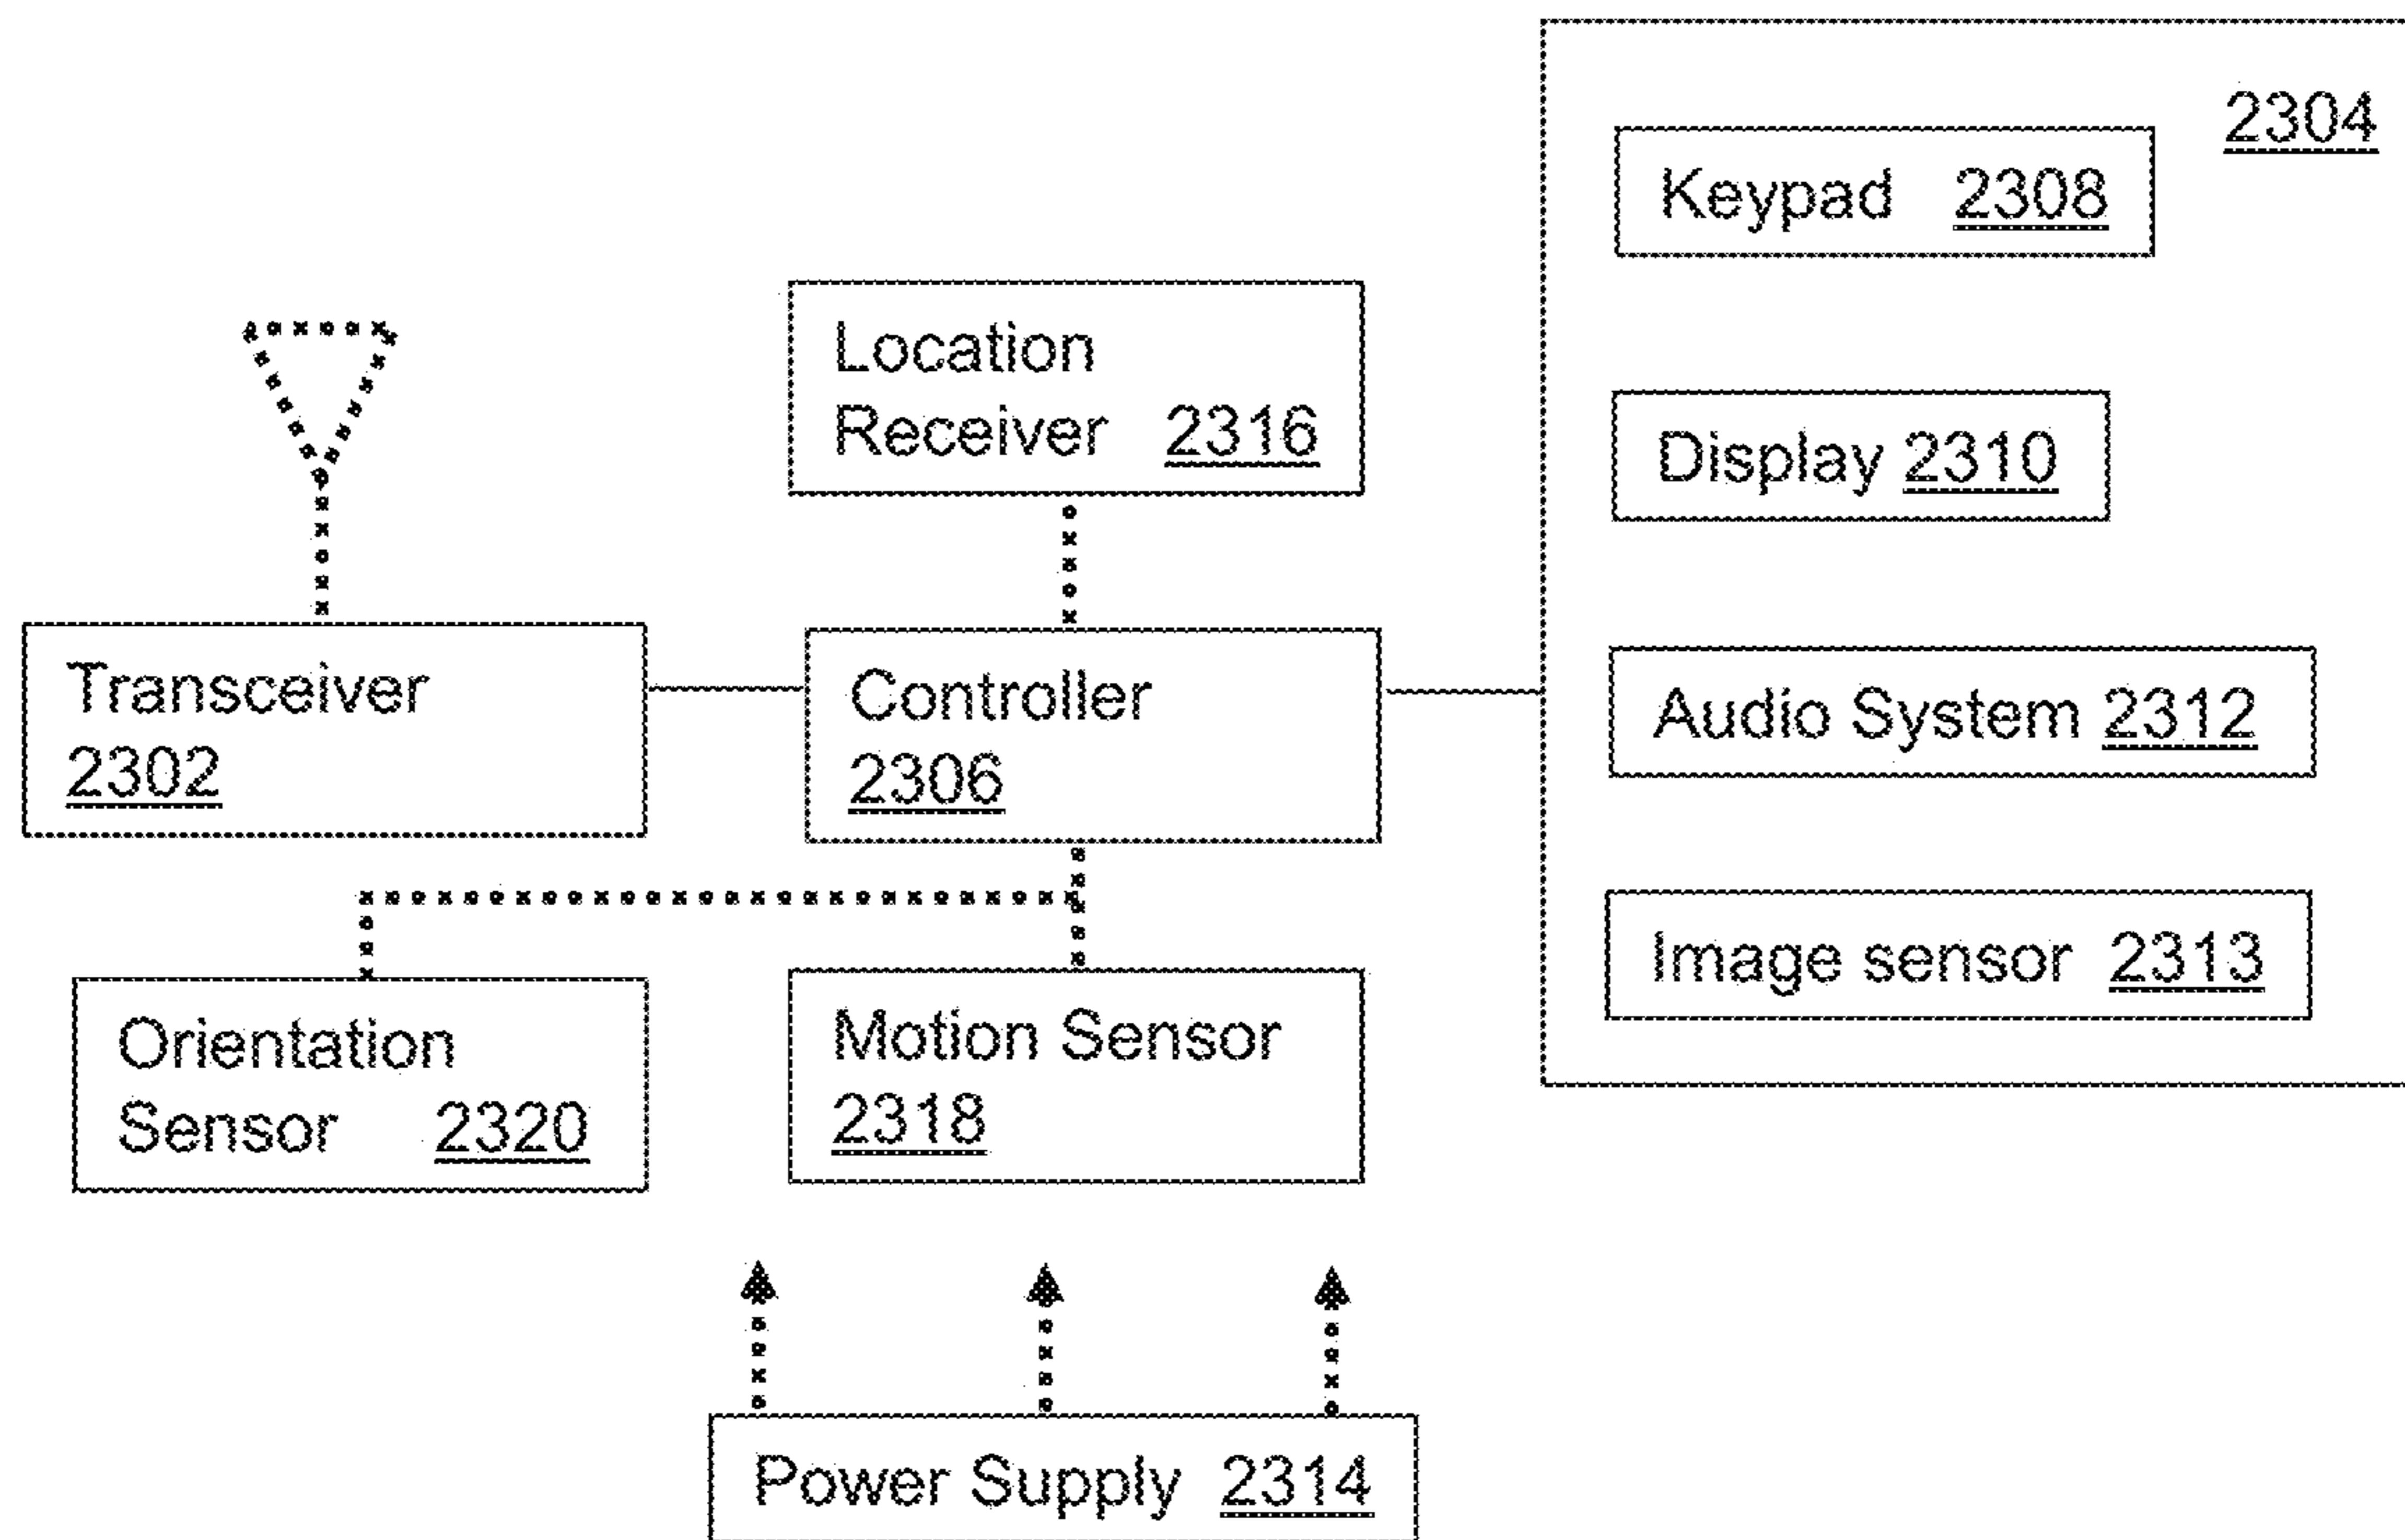 2304
Keypad 2308
Location
Receiver 2316
Display 2310
Transceiver
2302
Controller
2306
Audio System 2312
Image sensor 2313
Orientation
Sensor 2320
Motion Sensor
2318
Power Supply 2314